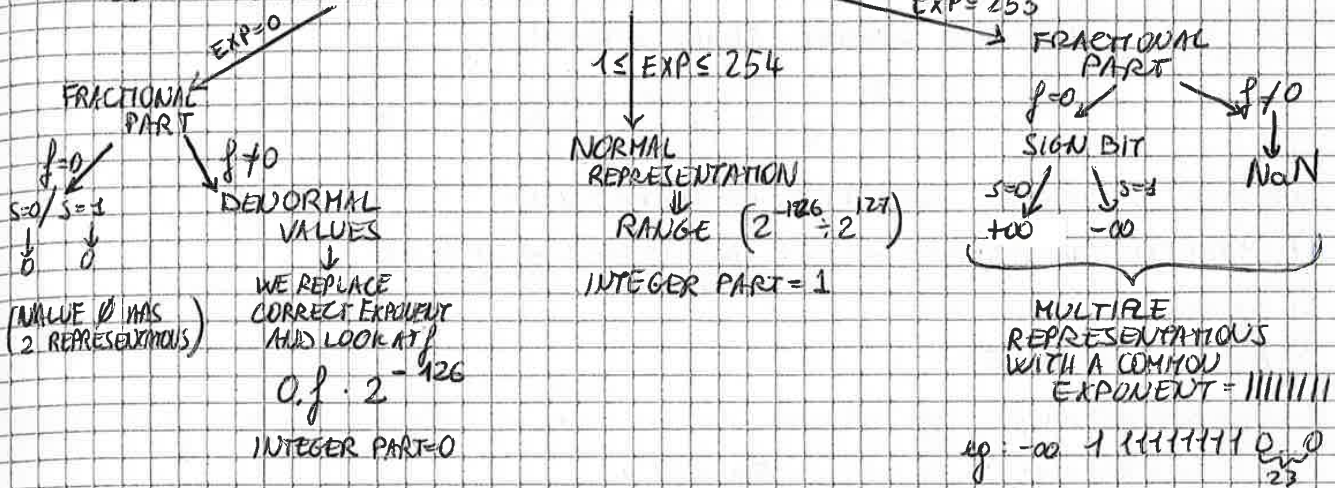 EXP=0
FRACTIONAL
PART
f=0
f≠0
s=0/ s=1
0 0
(VALUE Ø HAS
2 REPRESENTATIONS)
DENORMAL
VALUES
WE REPLACE
CORRECT EXPONENT
AND LOOK AT f
0.f · 2^-126
INTEGER PART=0
1≤ EXP ≤ 254
NORMAL
REPRESENTATION
RANGE (2^-126 ÷ 2^127)
INTEGER PART = 1
EXP= 255
FRACTIONAL
PART
f=0
f≠0
SIGN BIT
NaN
s=0 s=1
+∞ -∞
MULTIPLE
REPRESENTATIONS
WITH A COMMON
EXPONENT = 11111111
eg : -∞ 1 11111111 0..0
23